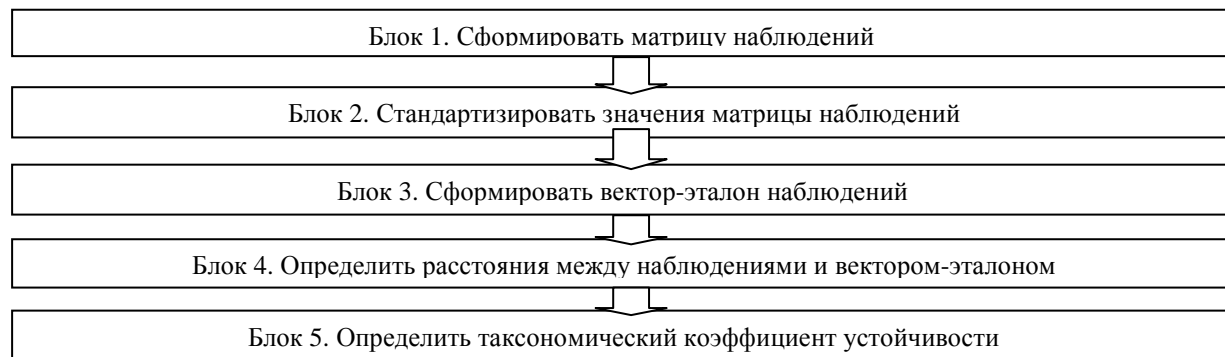 Блок 1. Сформировать матрицу наблюдений
Блок 2. Стандартизировать значения матрицы наблюдений
Блок 3. Сформировать вектор-эталон наблюдений
Блок 4. Определить расстояния между наблюдениями и вектором-эталоном
Блок 5. Определить таксономический коэффициент устойчивости